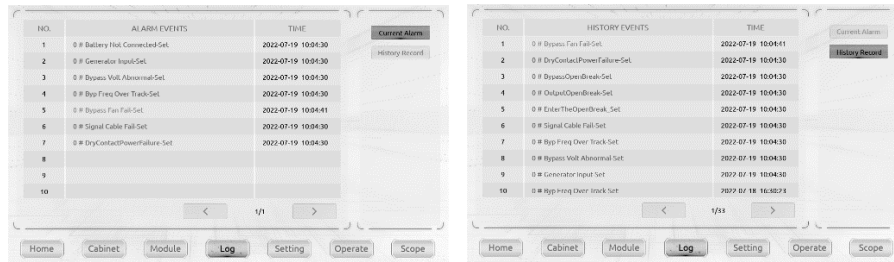 NO. ALARM EVENTS TIME
1 0 # Battery Not Connected-Set 2022-07-19 10:04:30
2 0 # Generator Input-Set 2022-07-19 10:04:30
3 0 # Bypass Volt Abnormal-Set 2022-07-19 10:04:30
4 0 # Byp Freq Over Track-Set 2022-07-19 10:04:30
5 0 # Bypass Fan Fail-Set 2022-07-19 10:04:41
6 0 # Signal Cable Fail-Set 2022-07-19 10:04:30
7 0 # DryContactPowerFailure-Set 2022-07-19 10:04:30
8
9
10
< 1/1 >
Current Alarm
History Record
Home Cabinet Module Log Setting Operate Scope
NO. HISTORY EVENTS TIME
1 0 # Bypass Fan Fail-Set 2022-07-19 10:04:41
2 0 # DryContactPowerFailure-Set 2022-07-19 10:04:30
3 0 # BypassOpenBreak-Set 2022-07-19 10:04:30
4 0 # OutputOpenBreak-Set 2022-07-19 10:04:30
5 0 # EnterTheOpenBreak_Set 2022-07-19 10:04:30
6 0 # Signal Cable Fail-Set 2022-07-19 10:04:30
7 0 # Byp Freq Over Track-Set 2022-07-19 10:04:30
8 0 # Bypass Volt Abnormal-Set 2022-07-19 10:04:30
9 0 # Generator Input-Set 2022-07-19 10:04:30
10 0 # Byp Freq Over Track-Set 2022-07-18 16:30:23
< 1/33 >
Current Alarm
History Record
Home Cabinet Module Log Setting Operate Scope